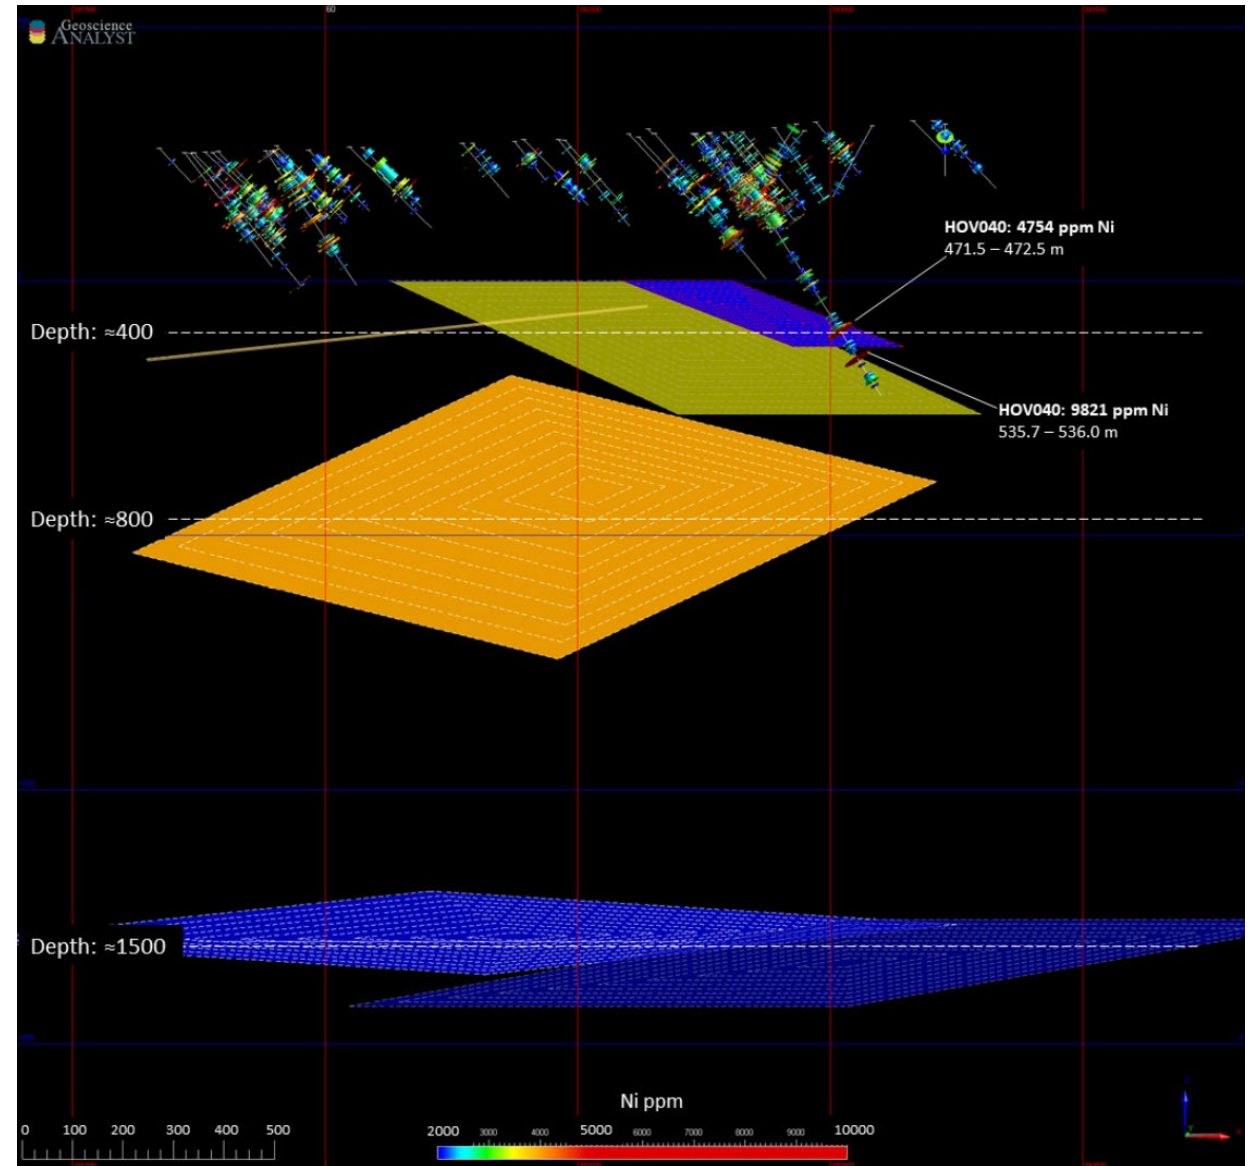 60
Geoscience
ANALYST
HOV040: 4754 ppm Ni
471.5 – 472.5 m
Depth: ≈400
HOV040: 9821 ppm Ni
535.7 – 536.0 m
Depth: ≈800
Depth: ≈1500
Ni ppm
0 100 200 300 400 500
2000 3000 4000 5000 6000 7000 8000 9000 10000